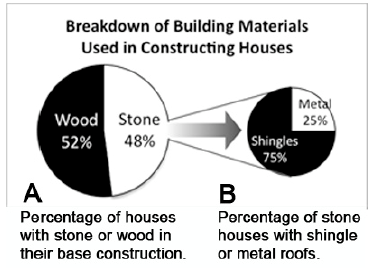 Breakdown of Building Materials
Used in Constructing Houses
Wood
52%
Stone
48%
Metal
25%
Shingles
75%
A
Percentage of houses
with stone or wood in
their base construction.
B
Percentage of stone
houses with shingle
or metal roofs.